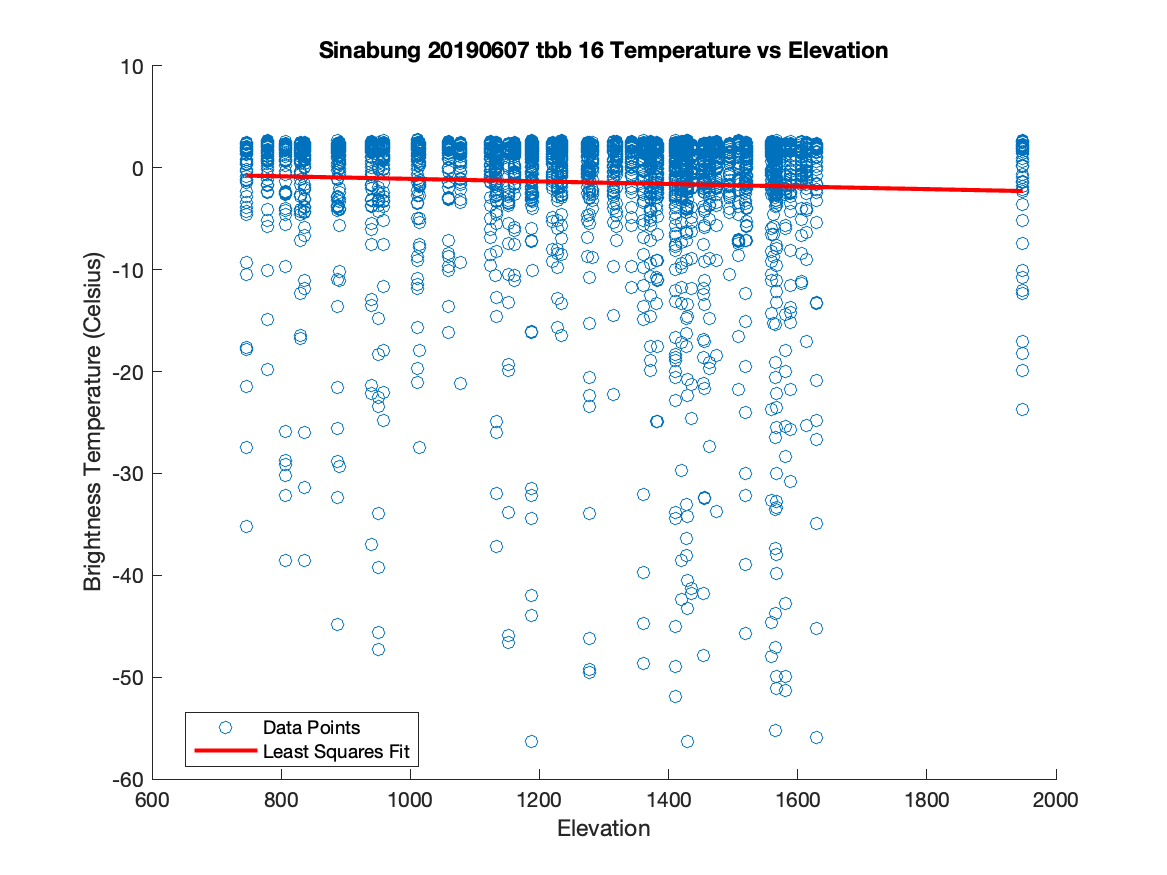 Sinabung 20190607 tbb 16 Temperature vs Elevation
10
0
-10
-20
-30
-40
-50
-60
Brightness Temperature (Celsius)
Data Points
Least Squares Fit
600 800 1000 1200 1400 1600 1800 2000
Elevation